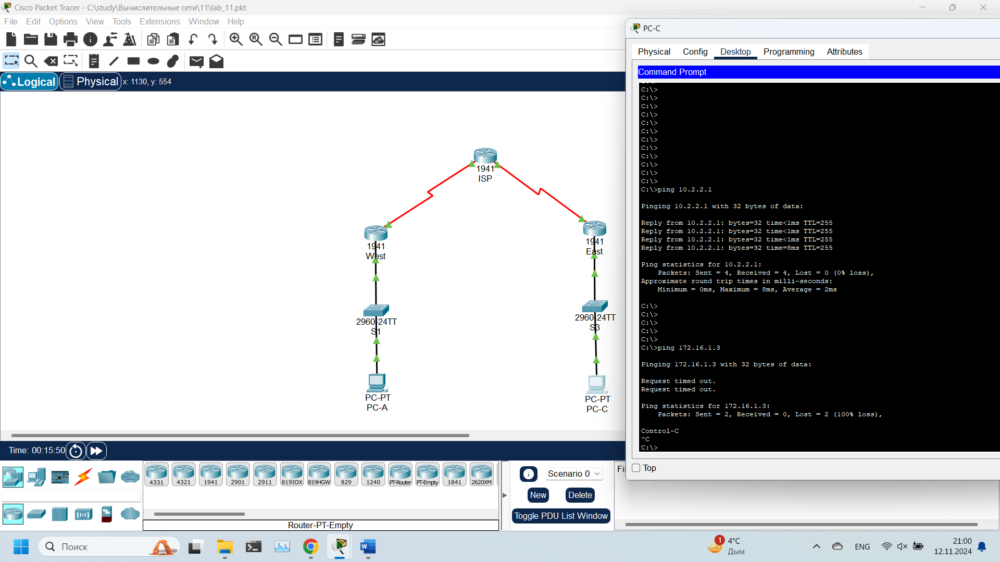 Cisco Packet Tracer - C:\study\Вычислительные сети\11\lab_11.pkt
File Edit Options View Tools Extensions Window Help
Logical
Physical
x: 1130, y: 554
1941
ISP
1941
West
1941
East
2960-24TT
S1
2960-24TT
S3
PC-PT
PC-A
PC-PT
PC-C
PC-C
Physical Config Desktop Programming Attributes
Command Prompt
C:\>
C:\>
C:\>
C:\>
C:\>
C:\>
C:\>
C:\>
C:\>
C:\>
C:\>
C:\>
C:\>ping 10.2.2.1
Pinging 10.2.2.1 with 32 bytes of data:
Reply from 10.2.2.1: bytes=32 time<1ms TTL=255
Reply from 10.2.2.1: bytes=32 time<1ms TTL=255
Reply from 10.2.2.1: bytes=32 time<1ms TTL=255
Reply from 10.2.2.1: bytes=32 time=8ms TTL=255
Ping statistics for 10.2.2.1:
Packets: Sent = 4, Received = 4, Lost = 0 (0% loss),
Approximate round trip times in milli-seconds:
Minimum = 0ms, Maximum = 8ms, Average = 2ms
C:\>
C:\>
C:\>
C:\>
C:\>
C:\>ping 172.16.1.3
Pinging 172.16.1.3 with 32 bytes of data:
Request timed out.
Request timed out.
Ping statistics for 172.16.1.3:
Packets: Sent = 2, Received = 0, Lost = 2 (100% loss),
Control-C
^C
C:\>
Top
Time: 00:15:50
4331 4321 1941 2901 2911 819IOX 819HGW 829 1240 PT-Router PT-Empty 1841 2620XM
Router-PT-Empty
Scenario 0
New Delete
Toggle PDU List Window
Fi
Поиск
1
4°C
Дым
ENG
21:00
12.11.2024